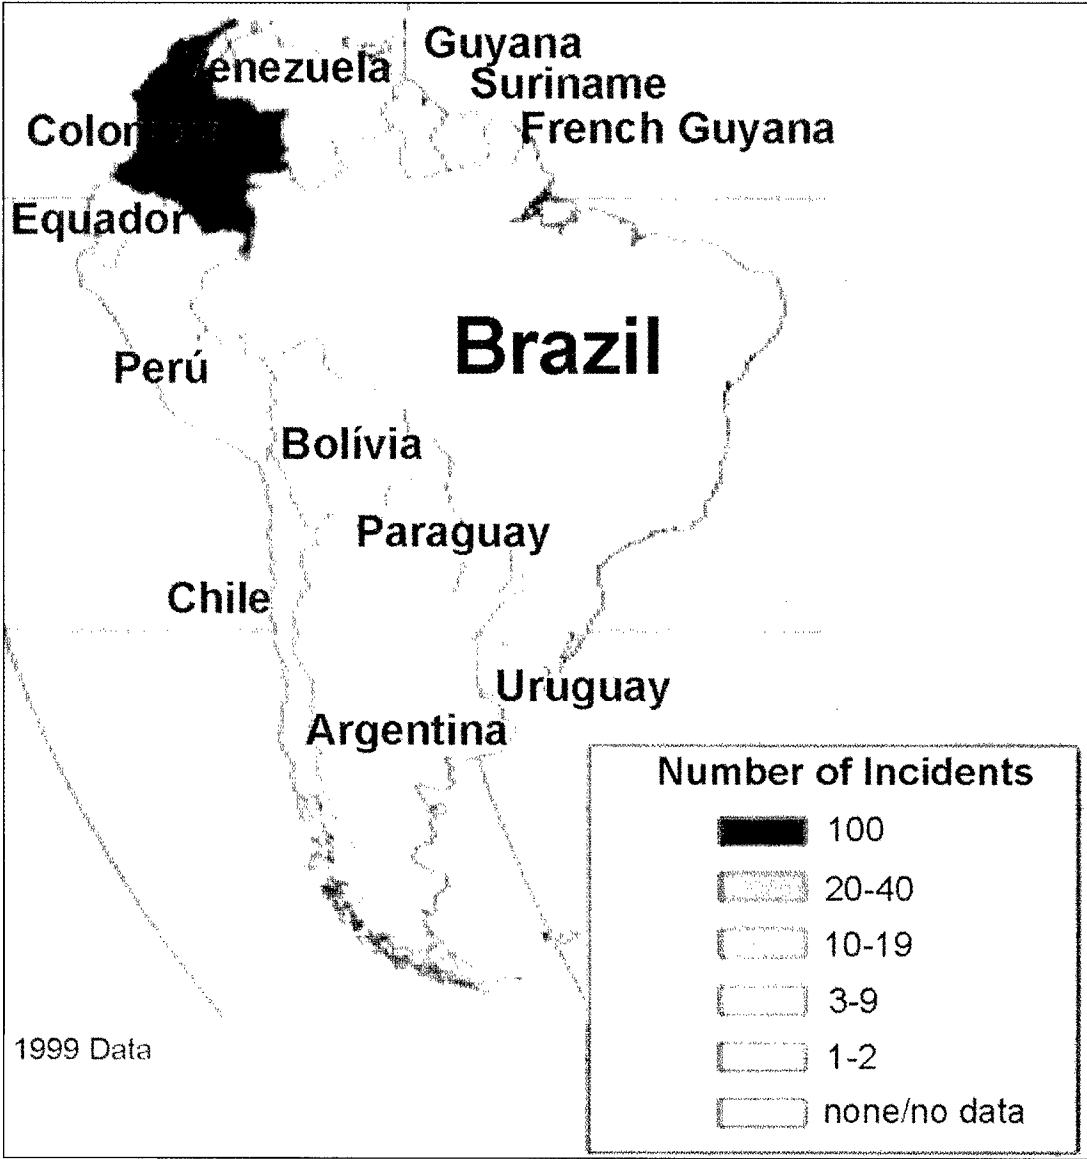 Guyana
enezuela
Suriname
Colom
French Guyana
Equador
Brazil
Perú
Bolívia
Paraguay
Chile
Uruguay
Argentina
Number of Incidents
100
20-40
10-19
3-9
1-2
none/no data
1999 Data